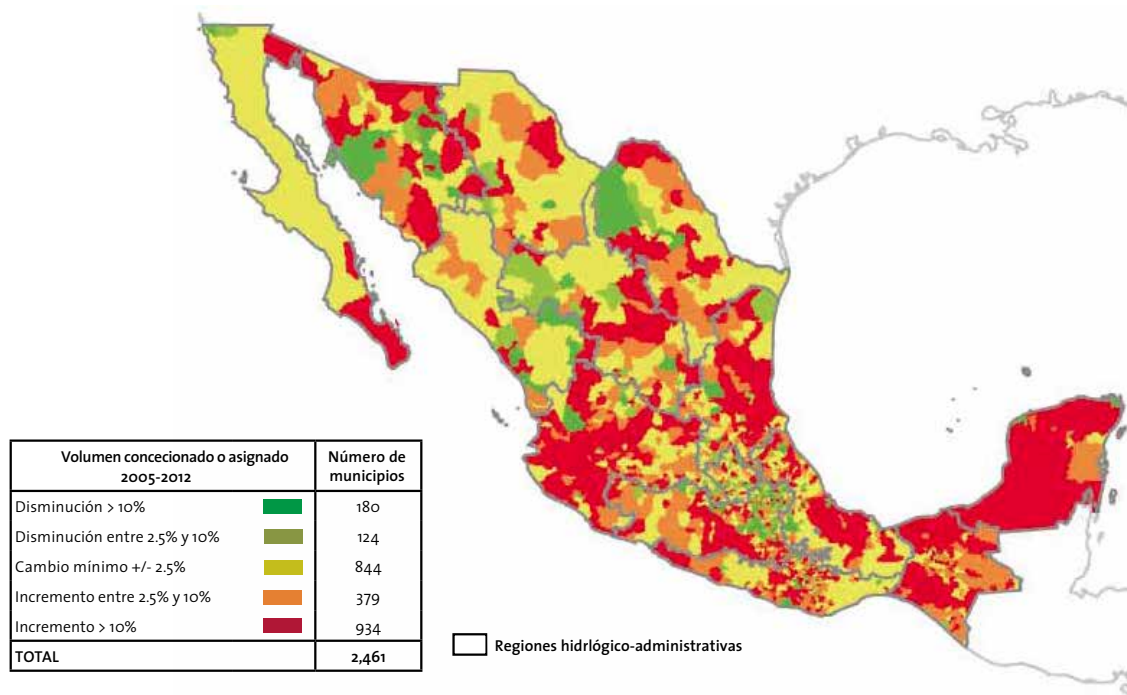 Volumen concecionado o asignado
2005-2012
Número de
municipios
Disminución > 10% 180
Disminución entre 2.5% y 10% 124
Cambio mínimo +/- 2.5% 844
Incremento entre 2.5% y 10% 379
Incremento > 10% 934
TOTAL 2,461
Regiones hidrlógico-administrativas